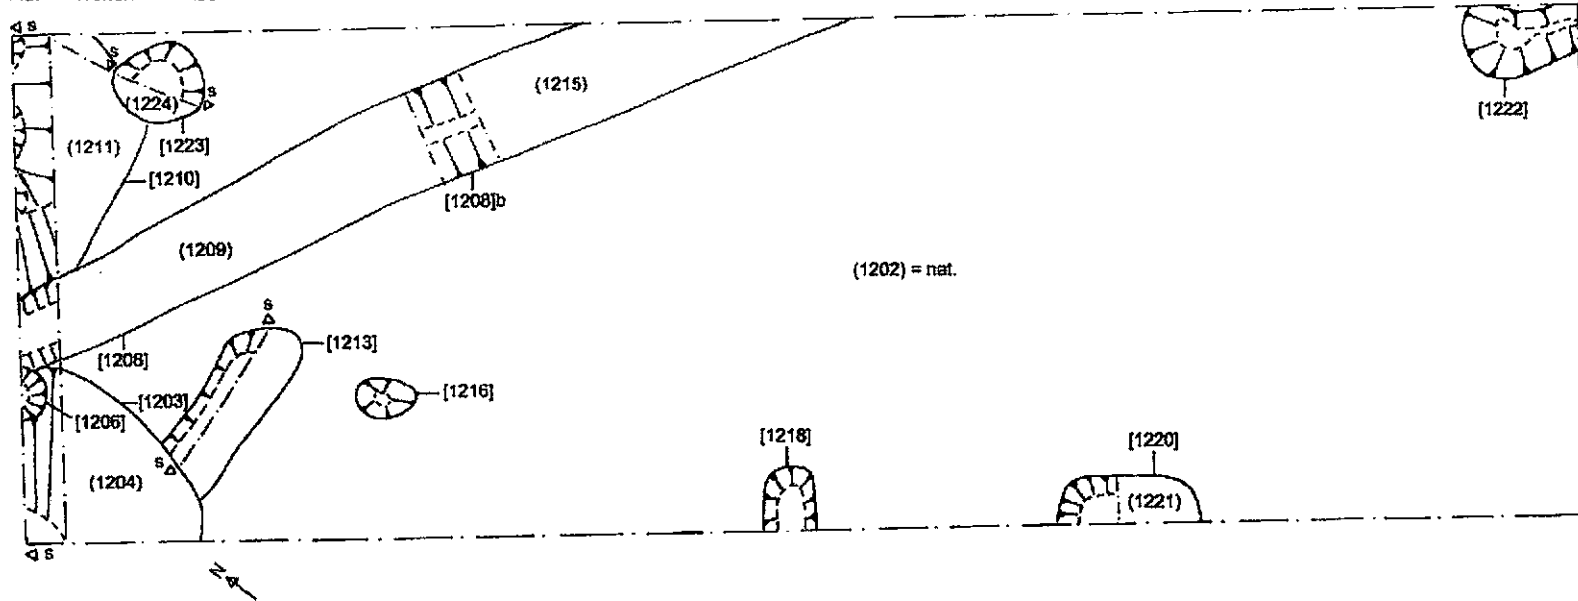 s
s
(1224)
s
(1215)
[1222]
(1211)
[1223]
[1210]
[1208]b
(1209)
(1202) = nat.
s
[1208]
[1213]
[1203]
[1216]
[1206]
s
[1218]
[1220]
(1204)
(1221)
s
N